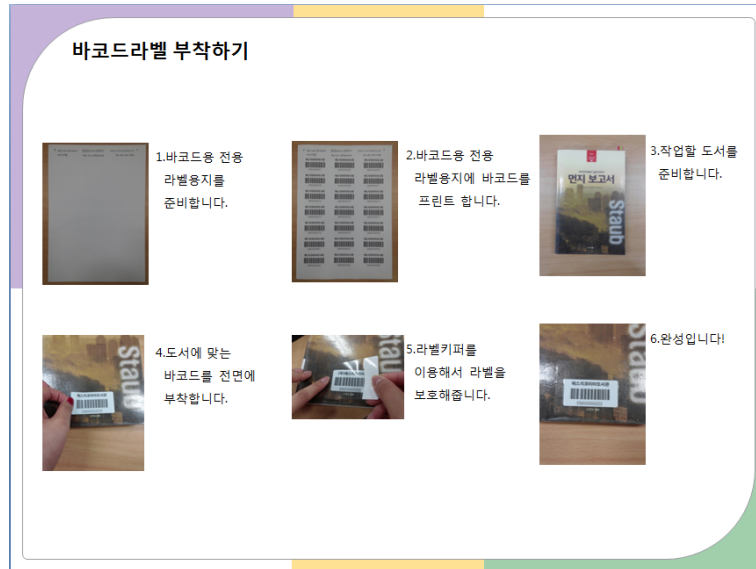 바코드라벨 부착하기
1.바코드용 전용
라벨용지를
준비합니다.
2.바코드용 전용
라벨용지에 바코드를
프린트 합니다.
3.작업할 도서를
준비합니다.
먼지 보고서
Staub
4.도서에 맞는
바코드를 전면에
부착합니다.
Staub
5.라벨키퍼를
이용해서 라벨을
보호해줍니다.
6.완성입니다!
Staub